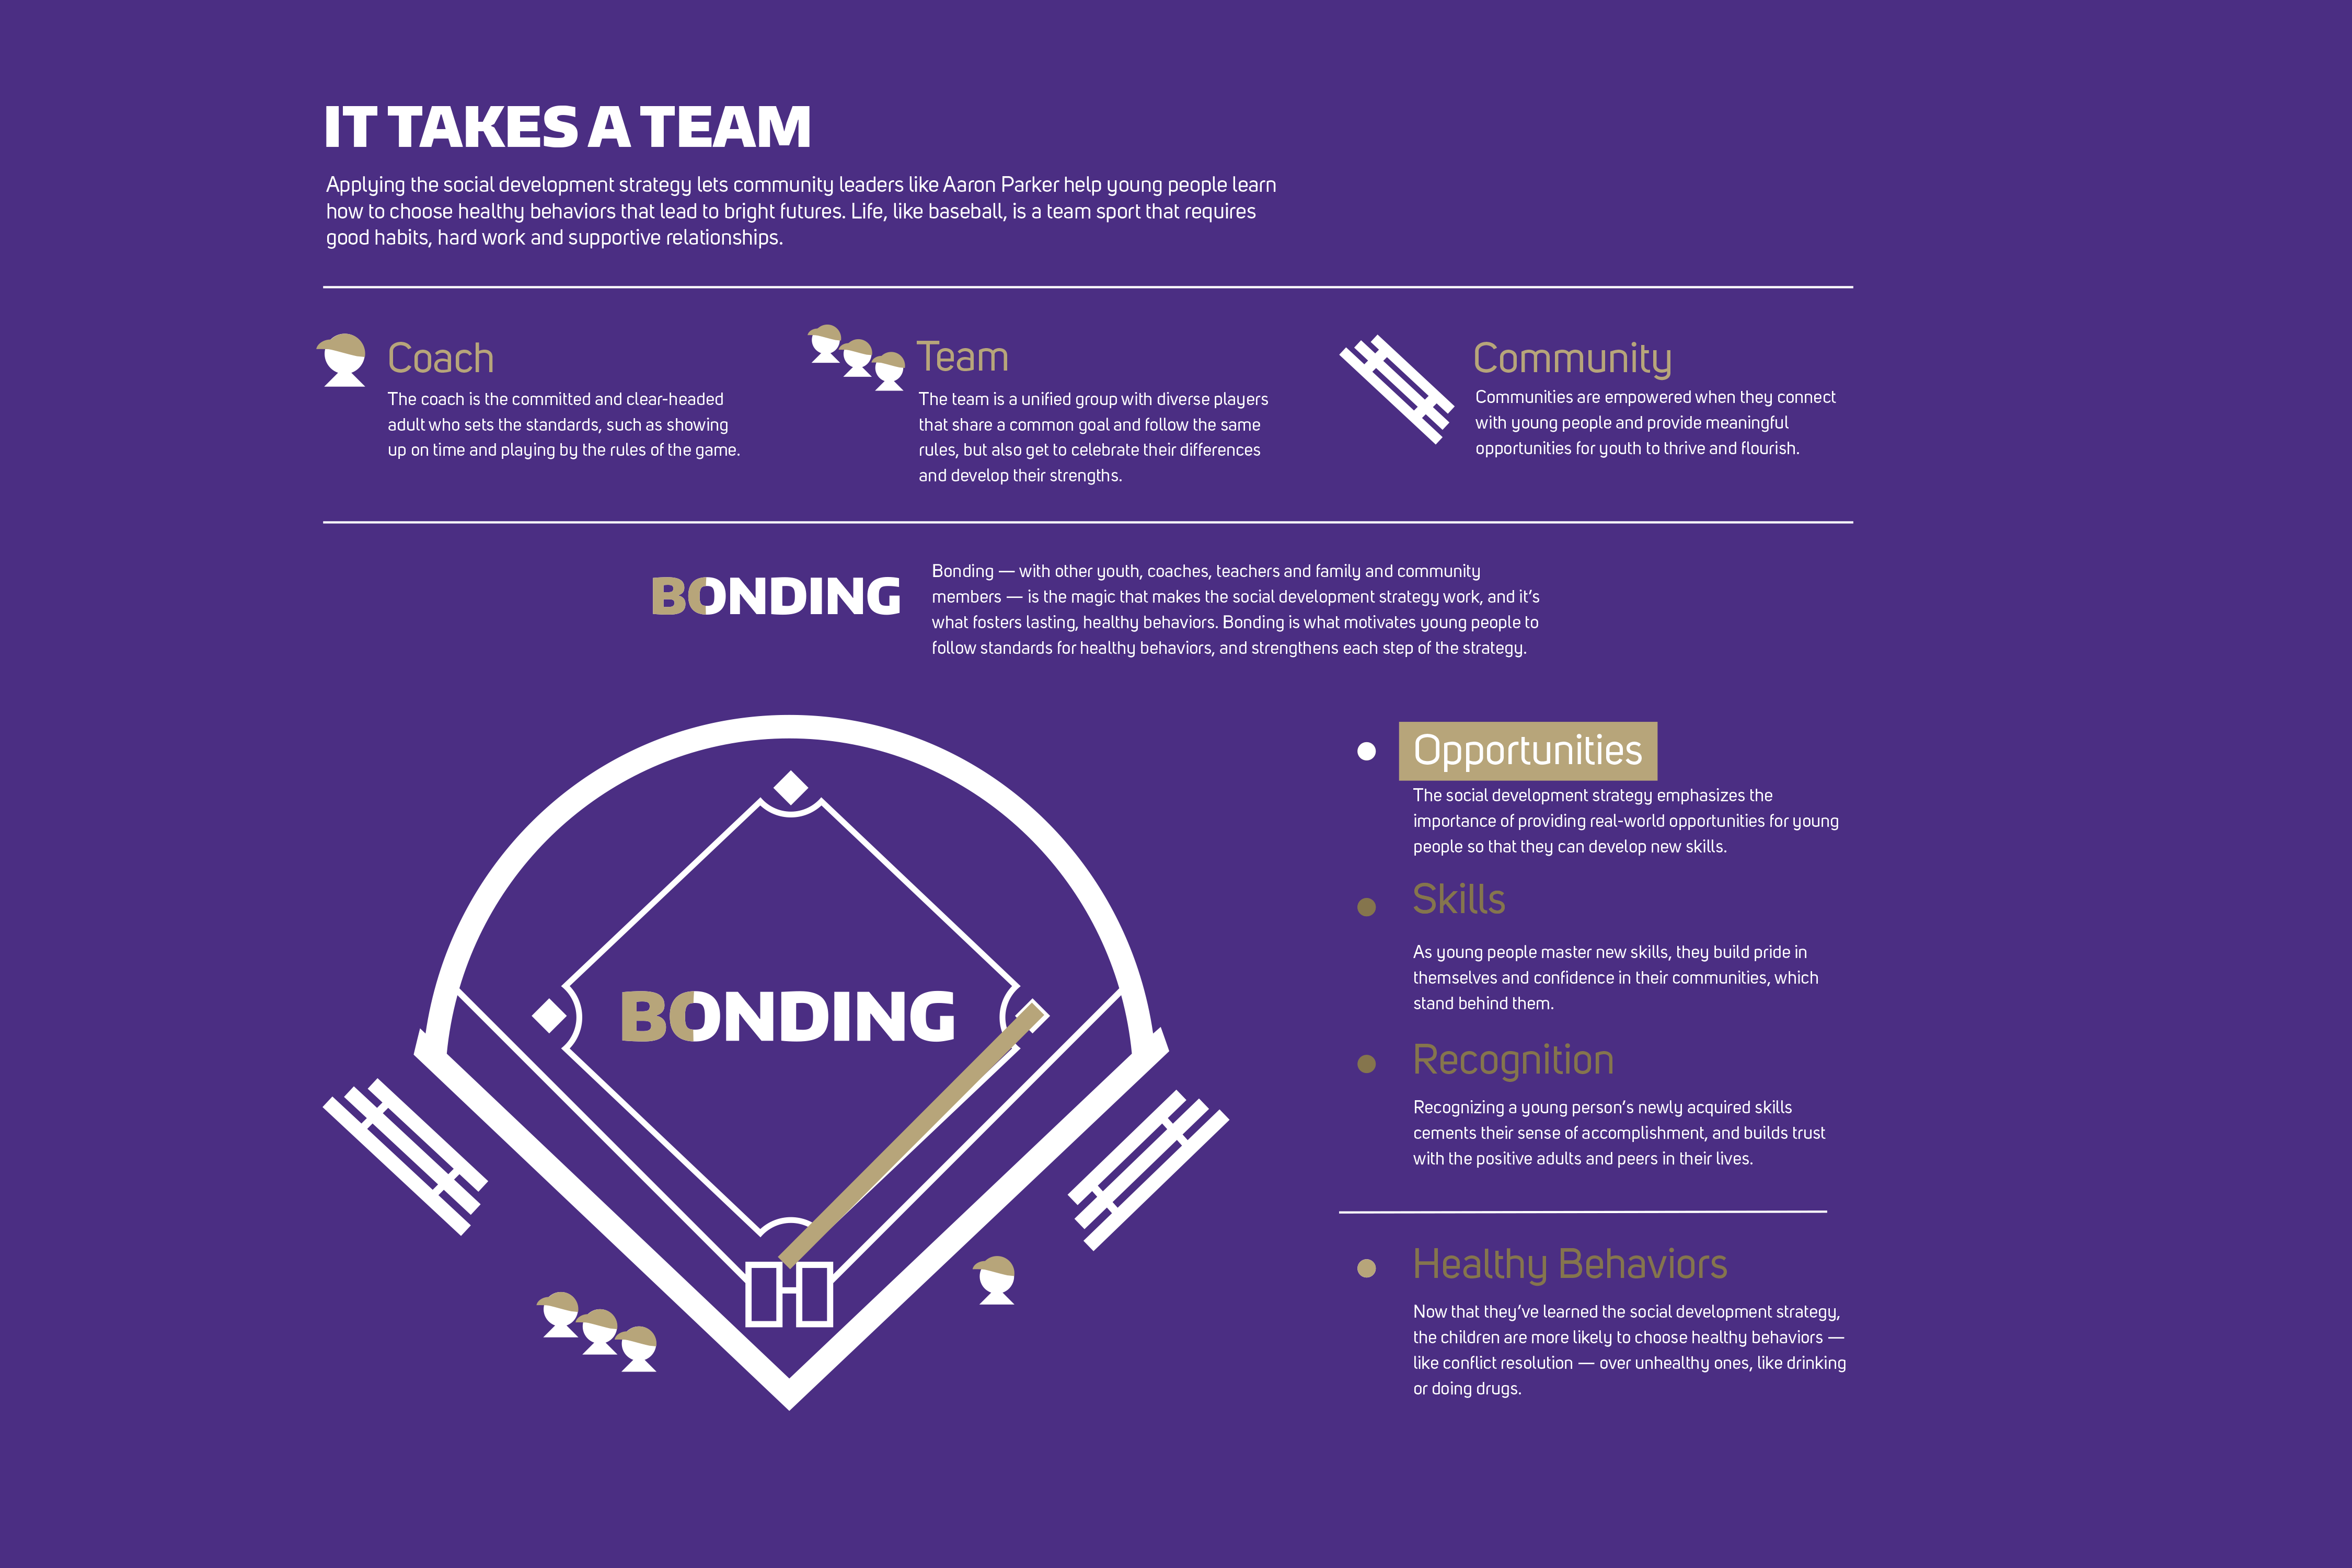 IT TAKES A TEAM
Applying the social development strategy lets community leaders like Aaron Parker help young people learn
how to choose healthy behaviors that lead to bright futures. Life, like baseball, is a team sport that requires
good habits, hard work and supportive relationships.
Coach
The coach is the committed and clear-headed
adult who sets the standards, such as showing
up on time and playing by the rules of the game.
Team
The team is a unified group with diverse players
that share a common goal and follow the same
rules, but also get to celebrate their differences
and develop their strengths.
Community
Communities are empowered when they connect
with young people and provide meaningful
opportunities for youth to thrive and flourish.
BONDING
Bonding — with other youth, coaches, teachers and family and community
members — is the magic that makes the social development strategy work, and it’s
what fosters lasting, healthy behaviors. Bonding is what motivates young people to
follow standards for healthy behaviors, and strengthens each step of the strategy.
BONDING
Opportunities
The social development strategy emphasizes the
importance of providing real-world opportunities for young
people so that they can develop new skills.
Skills
As young people master new skills, they build pride in
themselves and confidence in their communities, which
stand behind them.
Recognition
Recognizing a young person’s newly acquired skills
cements their sense of accomplishment, and builds trust
with the positive adults and peers in their lives.
Healthy Behaviors
Now that they’ve learned the social development strategy,
the children are more likely to choose healthy behaviors —
like conflict resolution — over unhealthy ones, like drinking
or doing drugs.